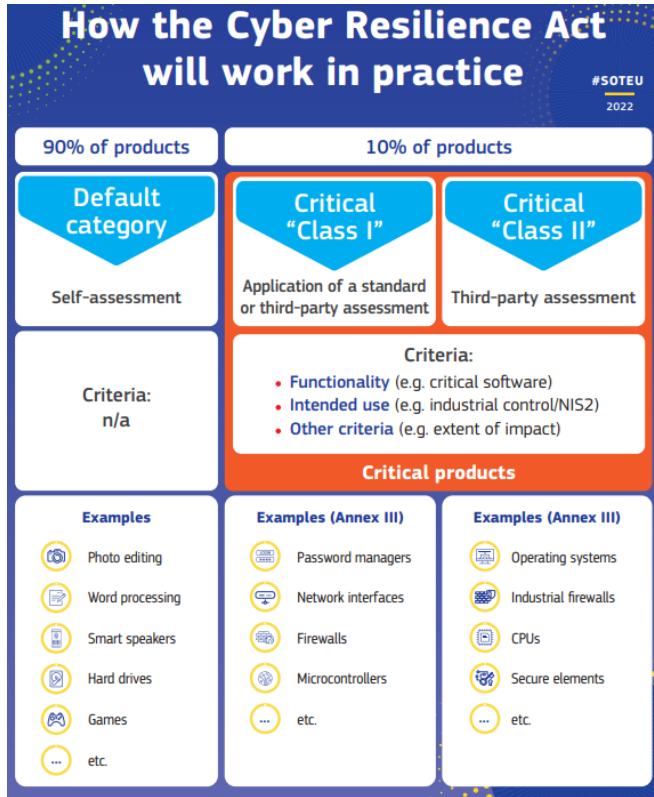 How the Cyber Resilience Act
will work in practice
#SOTEU
2022
90% of products
10% of products
Default
category
Self-assessment
Critical
“Class I”
Application of a standard
or third-party assessment
Critical
“Class II”
Third-party assessment
Criteria:
n/a
Criteria:
• Functionality (e.g. critical software)
• Intended use (e.g. industrial control/NIS2)
• Other criteria (e.g. extent of impact)
Critical products
Examples
Photo editing
Word processing
Smart speakers
Hard drives
Games
... etc.
Examples (Annex III)
Password managers
Network interfaces
Firewalls
Microcontrollers
... etc.
Examples (Annex III)
Operating systems
Industrial firewalls
CPUs
Secure elements
... etc.